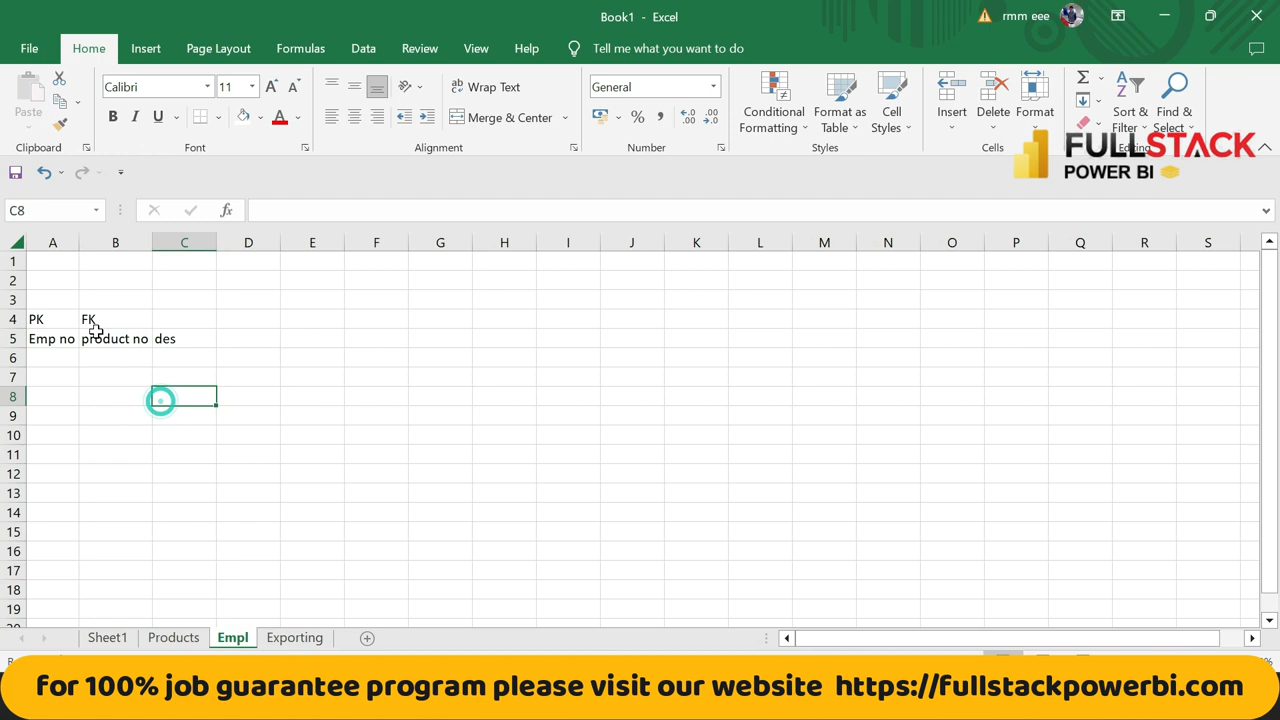 Book1 - Excel
rmm eee
File Home Insert Page Layout Formulas Data Review View Help Tell me what you want to do
Paste
Calibri 11
B I U A
Wrap Text
Merge & Center
General
% ,
Conditional Formatting
Format as Table
Cell Styles
Insert Delete Format
Sort & Filter
Find & Select
Clipboard Font Alignment Number Styles Cells Editing
FULLSTACK
POWER BI
C8 fx
A B C D E F G H I J K L M N O P Q R S
1
2
3
4 PK FK
5 Emp no product no des
6
7
8
9
10
11
12
13
14
15
16
17
18
19
Sheet1 Products Empl Exporting
for 100% job guarantee program please visit our website https://fullstackpowerbi.com